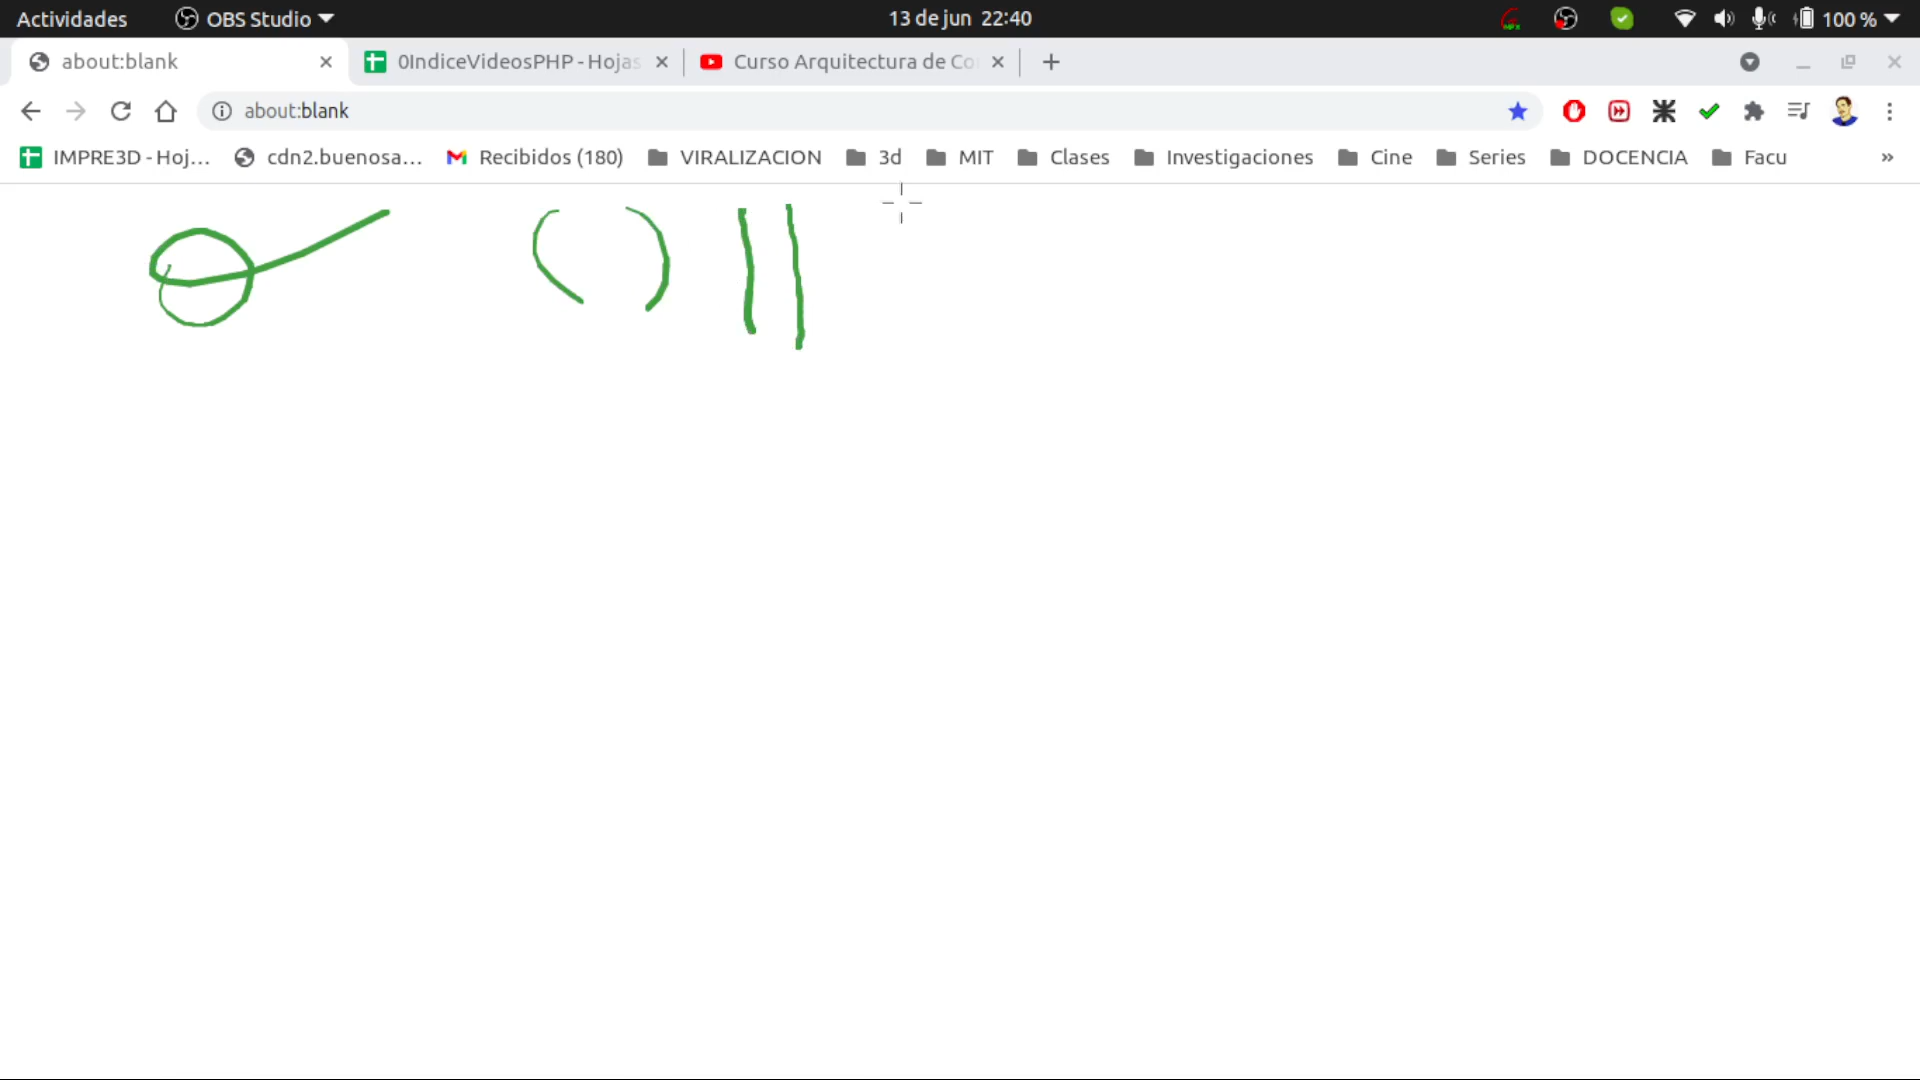 Actividades OBS Studio 13 de jun 22:40 100 %
about:blank 0IndiceVideosPHP - Hojas Curso Arquitectura de Co
about:blank
IMPRE3D - Hoj... cdn2.buenosa... Recibidos (180) VIRALIZACION 3d MIT Clases Investigaciones Cine Series DOCENCIA Facu »